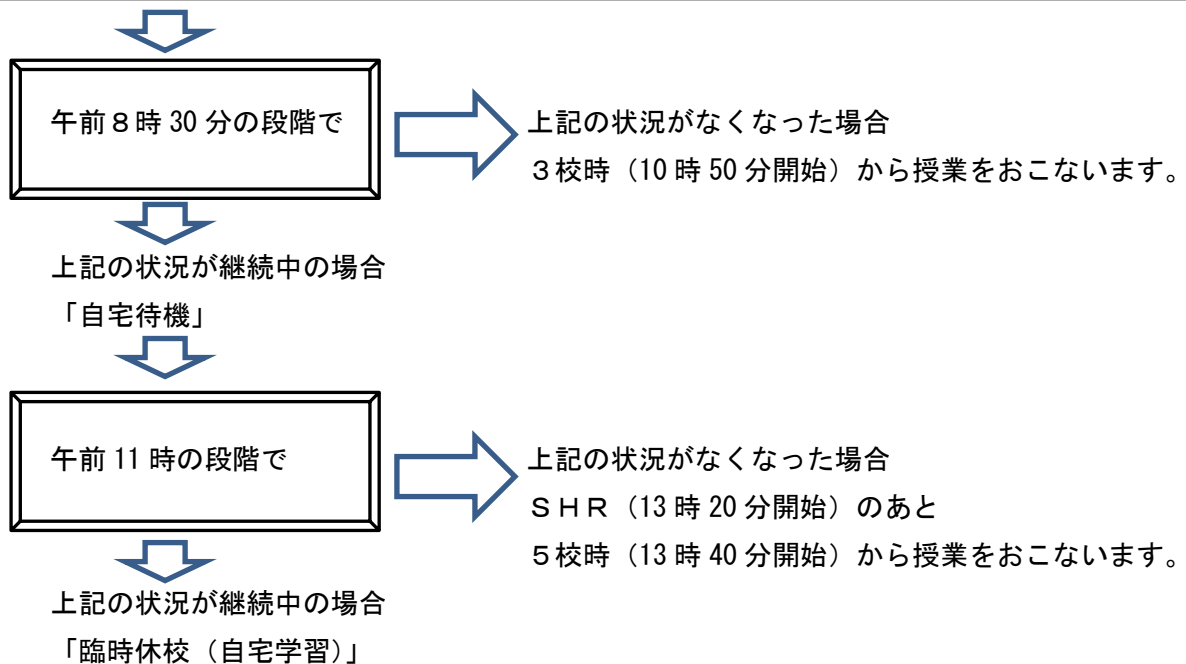 午前８時 30 分の段階で
上記の状況がなくなった場合
３校時（10 時 50 分開始）から授業をおこないます。
上記の状況が継続中の場合
「自宅待機」
午前 11 時の段階で
上記の状況がなくなった場合
ＳＨＲ（13 時 20 分開始）のあと
５校時（13 時 40 分開始）から授業をおこないます。
上記の状況が継続中の場合
「臨時休校（自宅学習）」